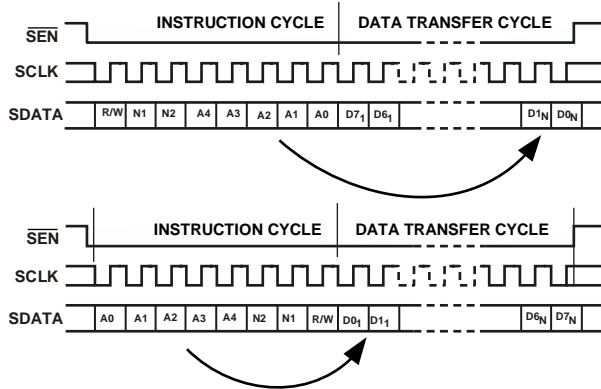 INSTRUCTION CYCLE DATA TRANSFER CYCLE
SEN
SCLK
SDATA R/W N1 N2 A4 A3 A2 A1 A0 D71 D61 D1N D0N
INSTRUCTION CYCLE DATA TRANSFER CYCLE
SEN
SCLK
SDATA A0 A1 A2 A3 A4 N2 N1 R/W D01 D11 D6N D7N